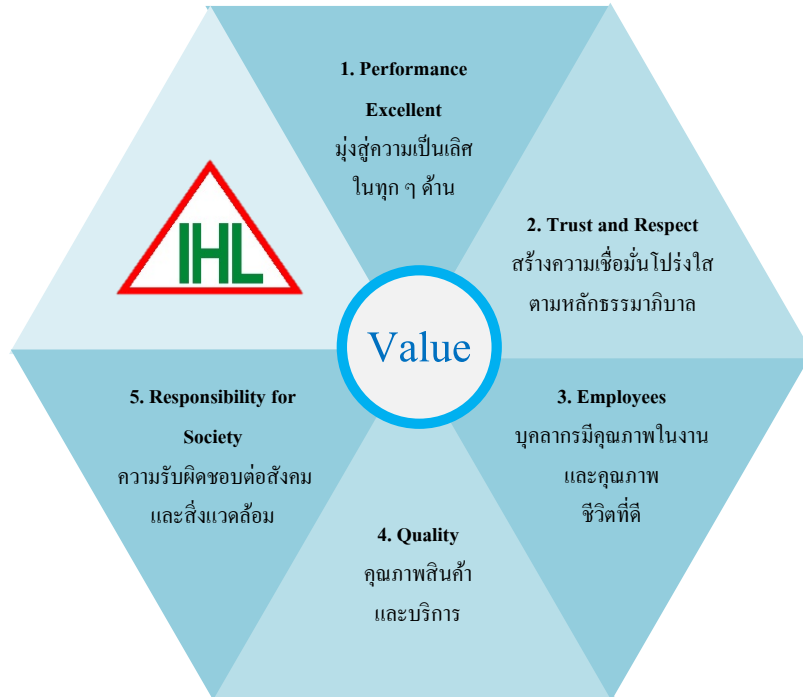 1. Performance
Excellent
มุ่งสู่ความเป็นเลิศ
ในทุก ๆ ด้าน
2. Trust and Respect
สร้างความเชื่อมั่นโปร่งใส
ตามหลักธรรมาภิบาล
3. Employees
บุคลากรมีคุณภาพในงาน
และคุณภาพ
ชีวิตที่ดี
4. Quality
คุณภาพสินค้า
และบริการ
5. Responsibility for
Society
ความรับผิดชอบต่อสังคม
และสิ่งแวดล้อม
IHL
Value